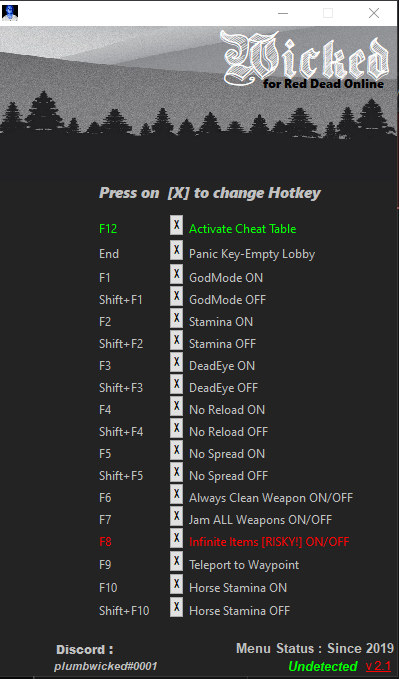 Wicked
for Red Dead Online
Press on [X] to change Hotkey
F12 X Activate Cheat Table
End X Panic Key-Empty Lobby
F1 X GodMode ON
Shift+F1 X GodMode OFF
F2 X Stamina ON
Shift+F2 X Stamina OFF
F3 X DeadEye ON
Shift+F3 X DeadEye OFF
F4 X No Reload ON
Shift+F4 X No Reload OFF
F5 X No Spread ON
Shift+F5 X No Spread OFF
F6 X Always Clean Weapon ON/OFF
F7 X Jam ALL Weapons ON/OFF
F8 X Infinite Items [RISKY!] ON/OFF
F9 X Teleport to Waypoint
F10 X Horse Stamina ON
Shift+F10 X Horse Stamina OFF
Discord : Menu Status : Since 2019
plumbwicked#0001 Undetected v 2.1